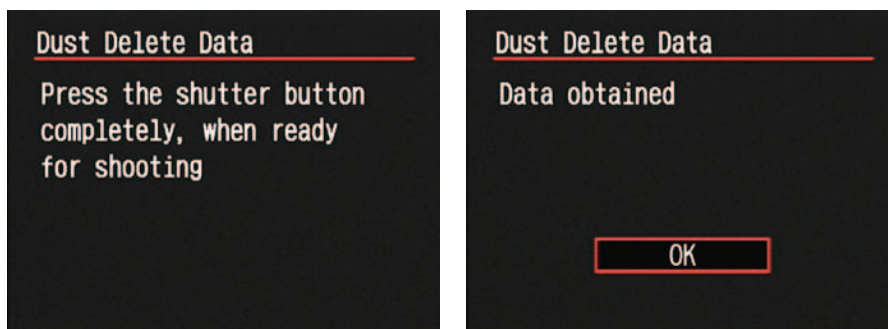 Dust Delete Data
Press the shutter button
completely, when ready
for shooting
Dust Delete Data
Data obtained
OK